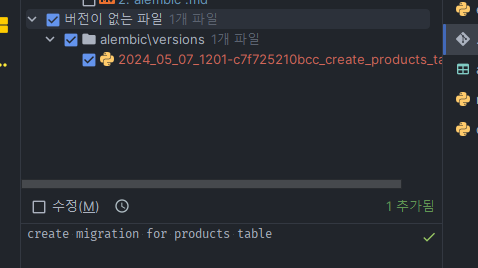 2. alembic .md
버전이 없는 파일 1개 파일
alembic\versions 1개 파일
2024_05_07_1201-c7f725210bcc_create_products_ta
수정(M)
1 추가됨
create migration for products table